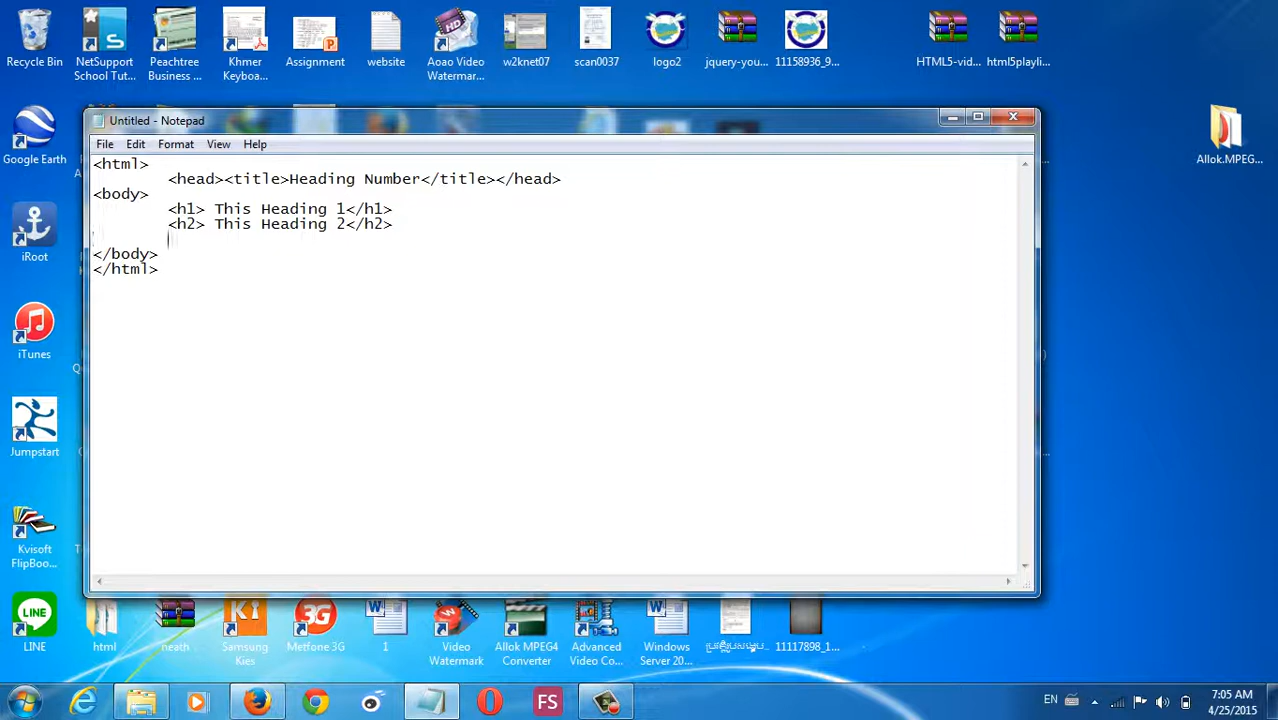 Recycle Bin
NetSupport
School Tut...
Peachtree
Business ...
Khmer
Keyboa...
Assignment
website
Aoao Video
Watermar...
w2knet07
scan0037
logo2
jquery-you...
11158936_9...
HTML5-vid...
html5playli...
Google Earth
Allok.MPEG...
iRoot
iTunes
Jumpstart
Kvisoft
FlipBoo...
LINE
LINE
Untitled - Notepad
File Edit Format View Help
<html>
<head><title>Heading Number</title></head>
<body>
<h1> This Heading 1</h1>
<h2> This Heading 2</h2>
</body>
</html>
html
neath
Samsung
Kies
3G
Metfone 3G
1
Video
Watermark
Allok MPEG4
Converter
Advanced
Video Co...
Windows
Server 20...
11117898_1...
FS
EN
7:05 AM
4/25/2015